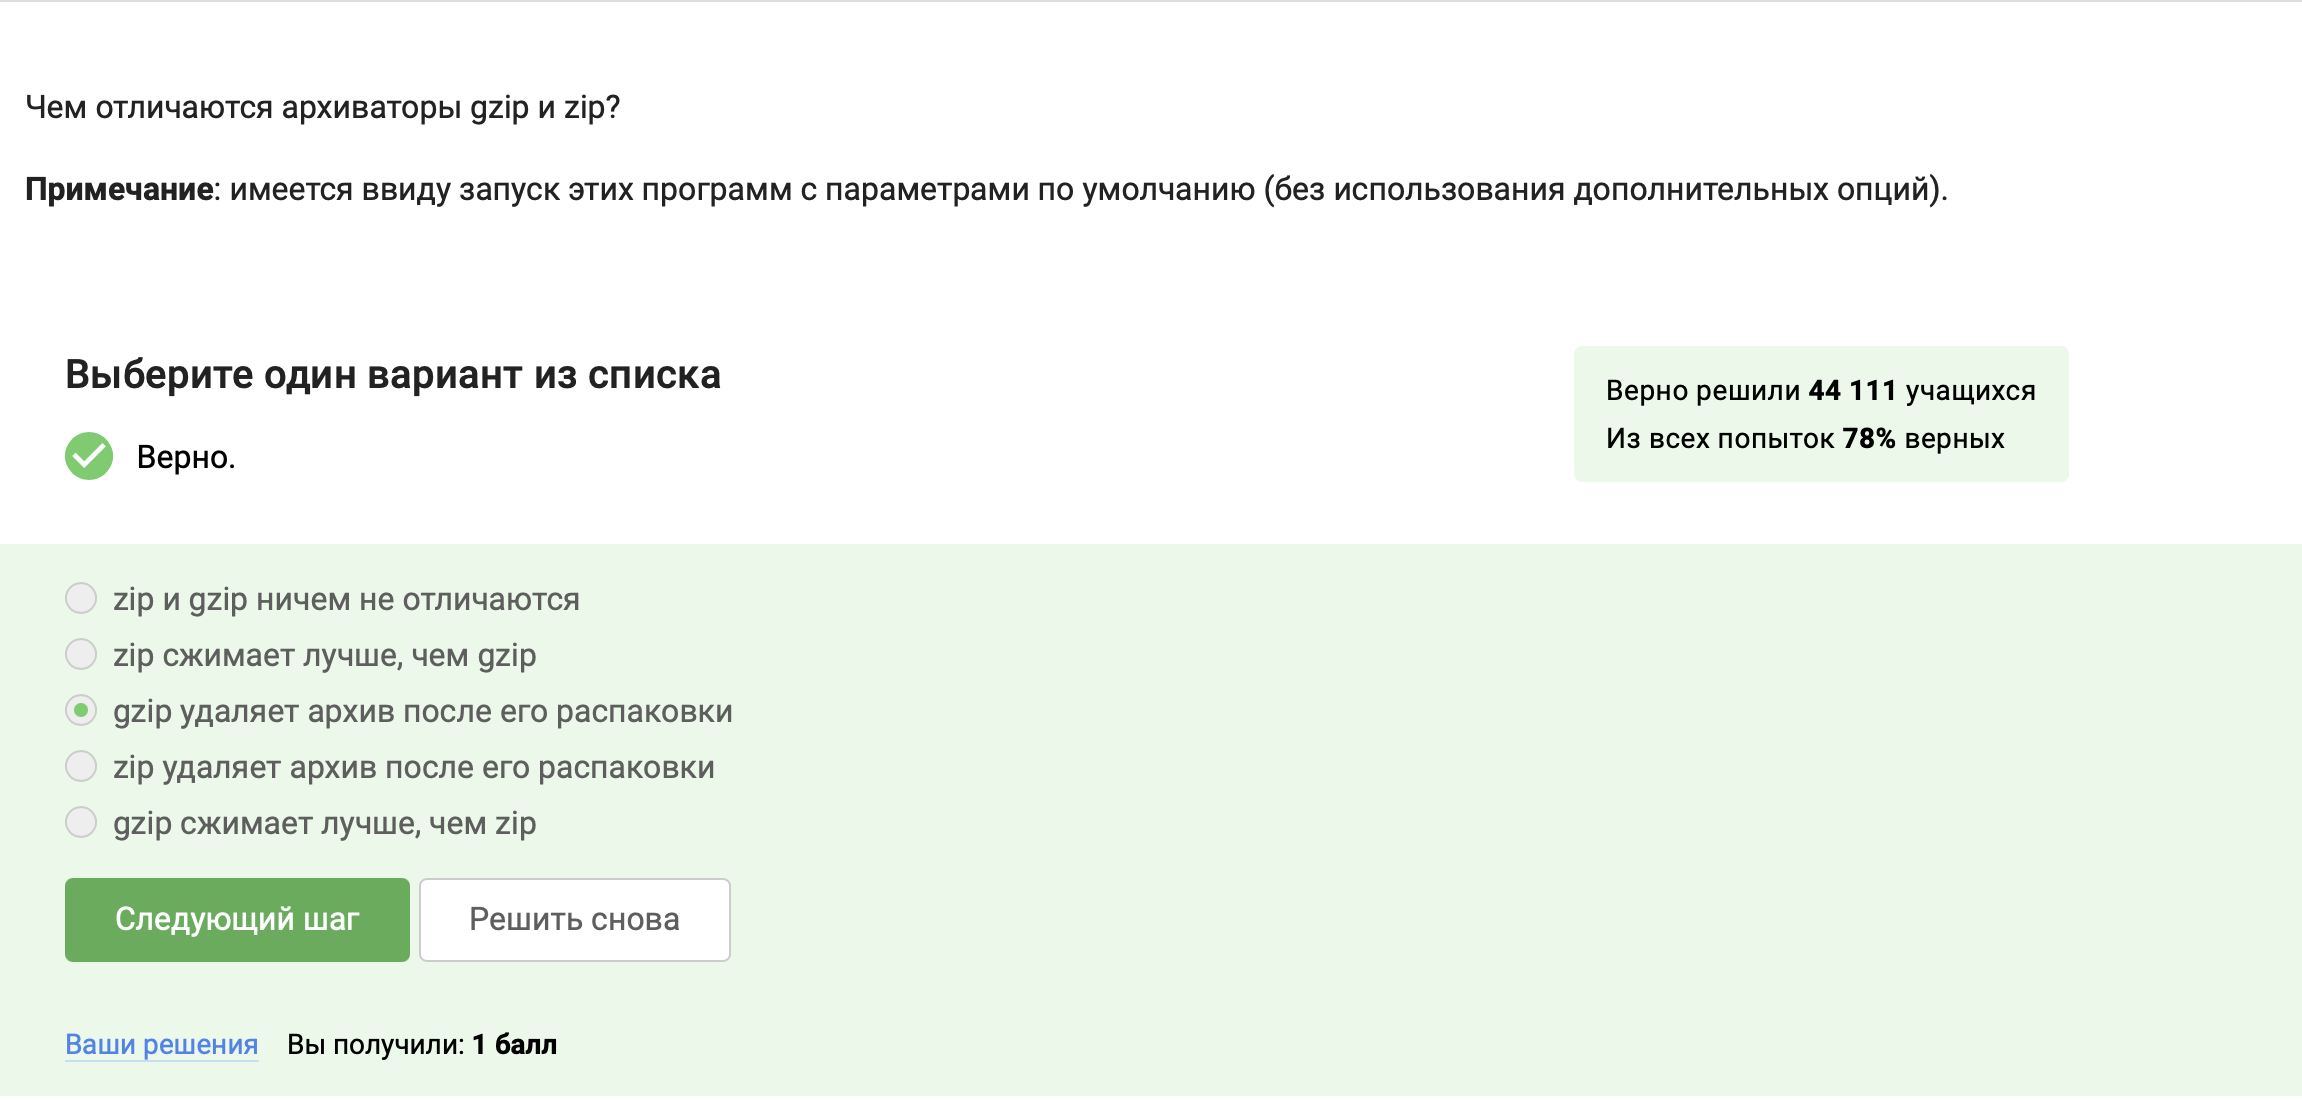 Чем отличаются архиваторы gzip и zip?
Примечание: имеется ввиду запуск этих программ с параметрами по умолчанию (без использования дополнительных опций).
Выберите один вариант из списка
Верно.
Верно решили 44 111 учащихся
Из всех попыток 78% верных
zip и gzip ничем не отличаются
zip сжимает лучше, чем gzip
gzip удаляет архив после его распаковки
zip удаляет архив после его распаковки
gzip сжимает лучше, чем zip
Следующий шаг
Решить снова
Ваши решения Вы получили: 1 балл